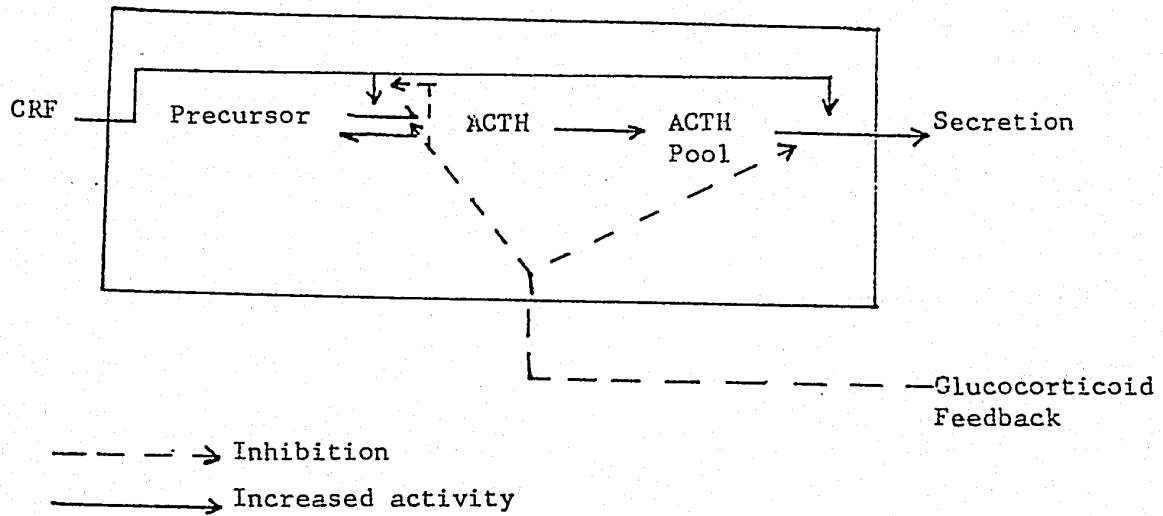 CRF
Precursor
ACTH
ACTH
Pool
Secretion
Glucocorticoid
Feedback
Inhibition
Increased activity